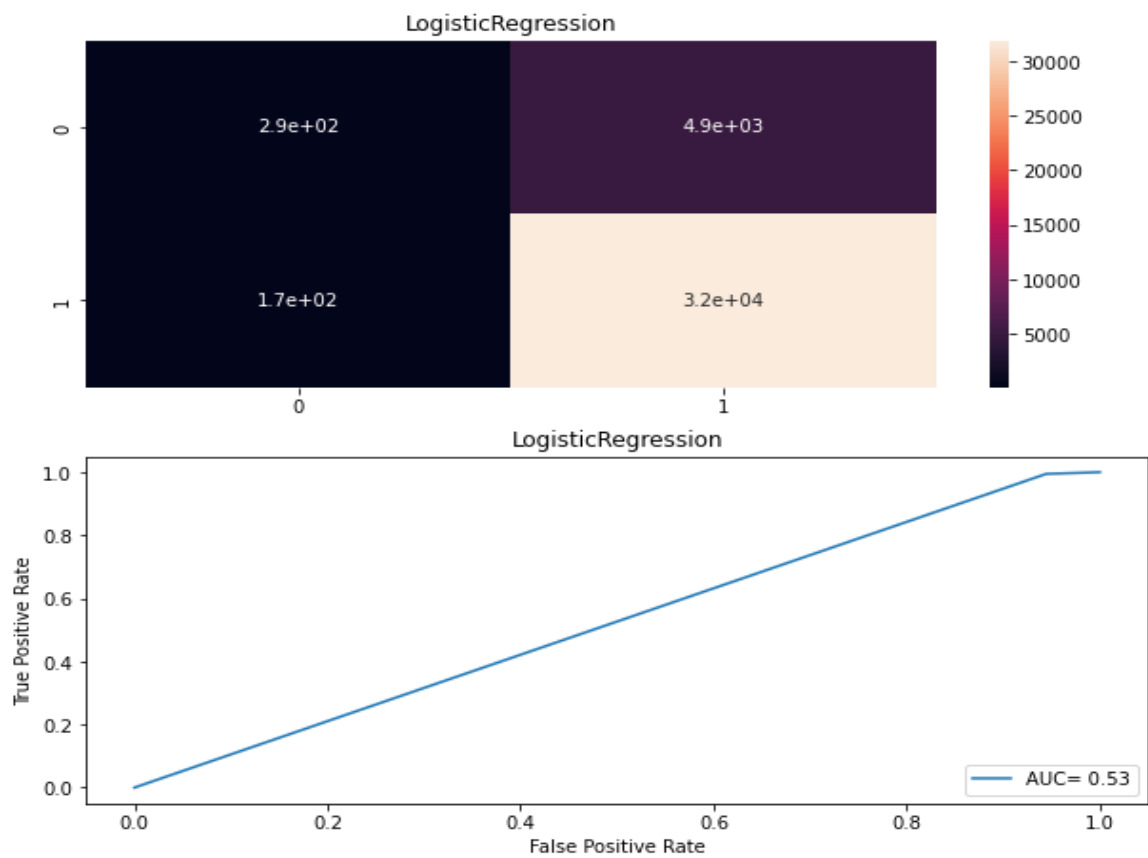 LogisticRegression
0
2.9e+02
4.9e+03
1
1.7e+02
3.2e+04
0
1
30000
25000
20000
15000
10000
5000
LogisticRegression
True Positive Rate
1.0
0.8
0.6
0.4
0.2
0.0
AUC= 0.53
0.0
0.2
0.4
0.6
0.8
1.0
False Positive Rate